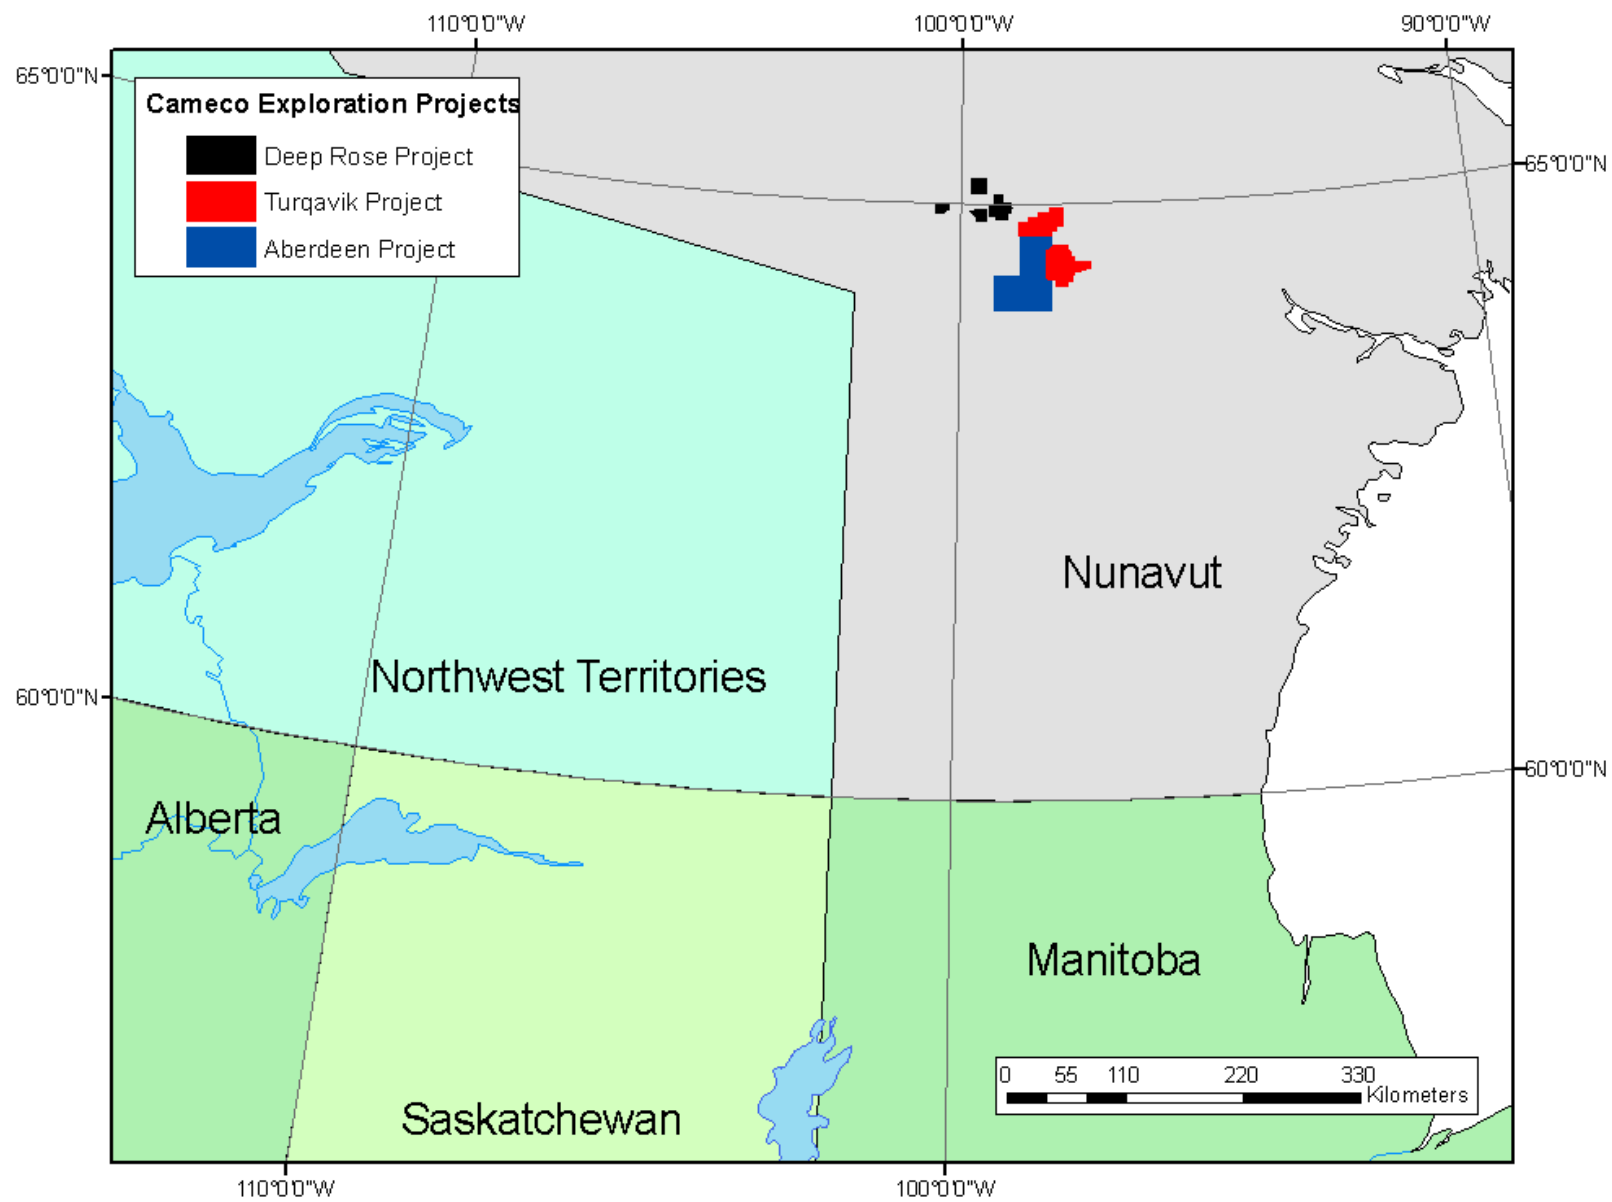 110°0'0"W
100°0'0"W
90°0'0"W
65°0'0"N
Cameco Exploration Projects
Deep Rose Project
Turqavik Project
Aberdeen Project
65°0'0"N
Nunavut
Northwest Territories
60°0'0"N
60°0'0"N
Alberta
Manitoba
Saskatchewan
0 55 110 220 330
Kilometers
110°0'0"W
100°0'0"W